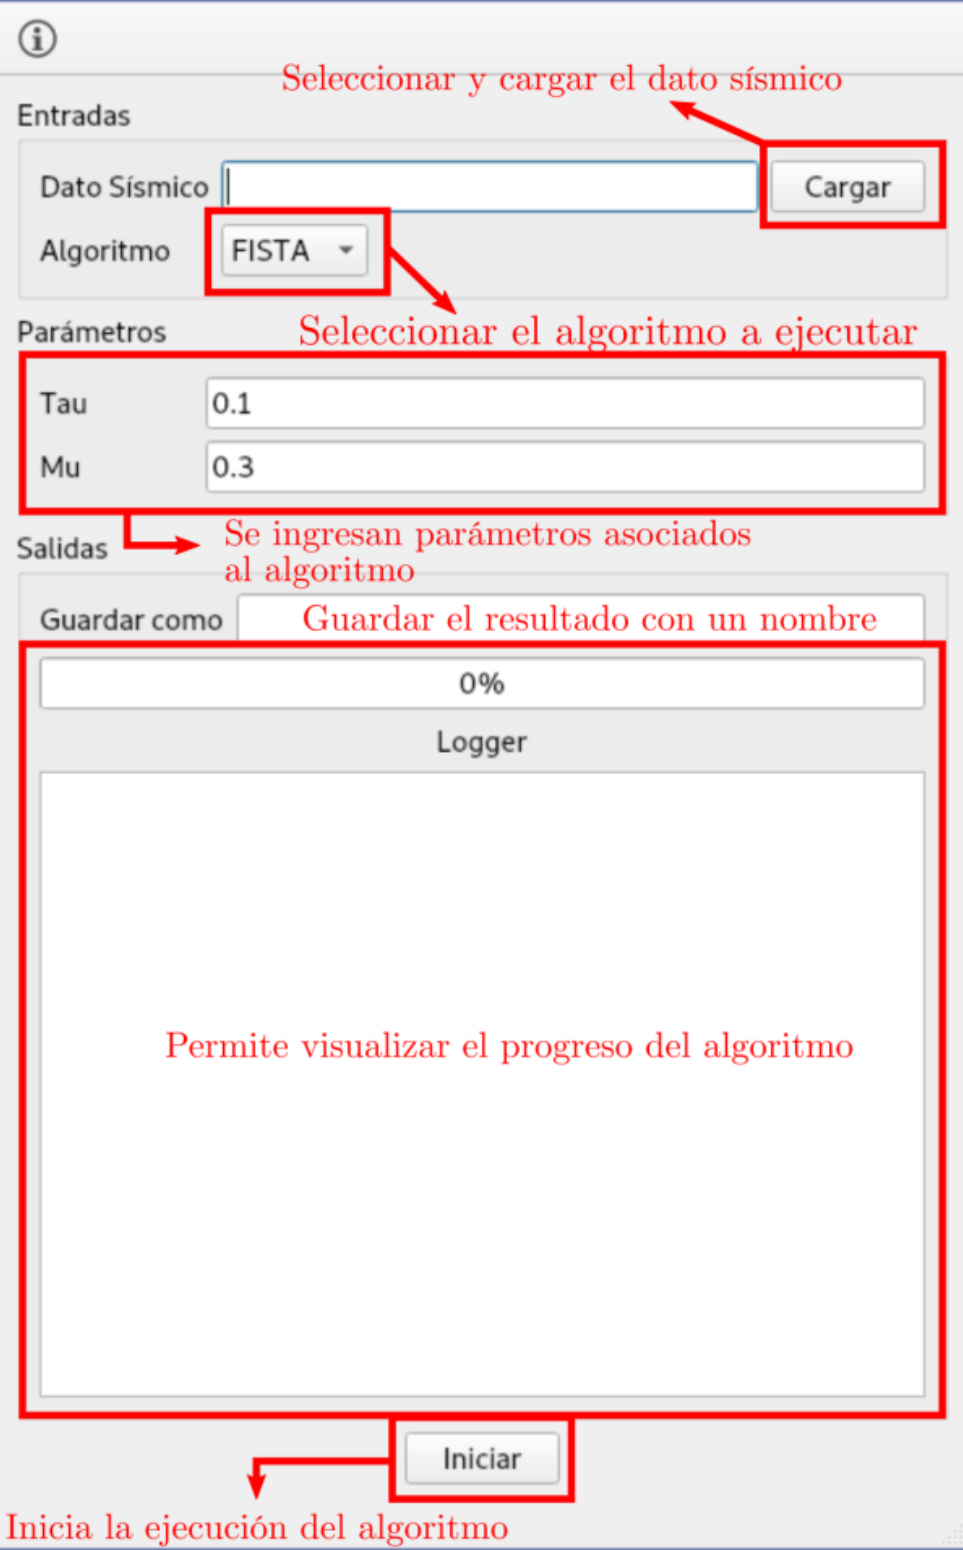 Seleccionar y cargar el dato sísmico
Entradas
Dato Sísmico
Cargar
Algoritmo
FISTA
Seleccionar el algoritmo a ejecutar
Parámetros
Tau
0.1
Mu
0.3
Se ingresan parámetros asociados
al algoritmo
Salidas
Guardar como
Guardar el resultado con un nombre
0%
Logger
Permite visualizar el progreso del algoritmo
Iniciar
Inicia la ejecución del algoritmo